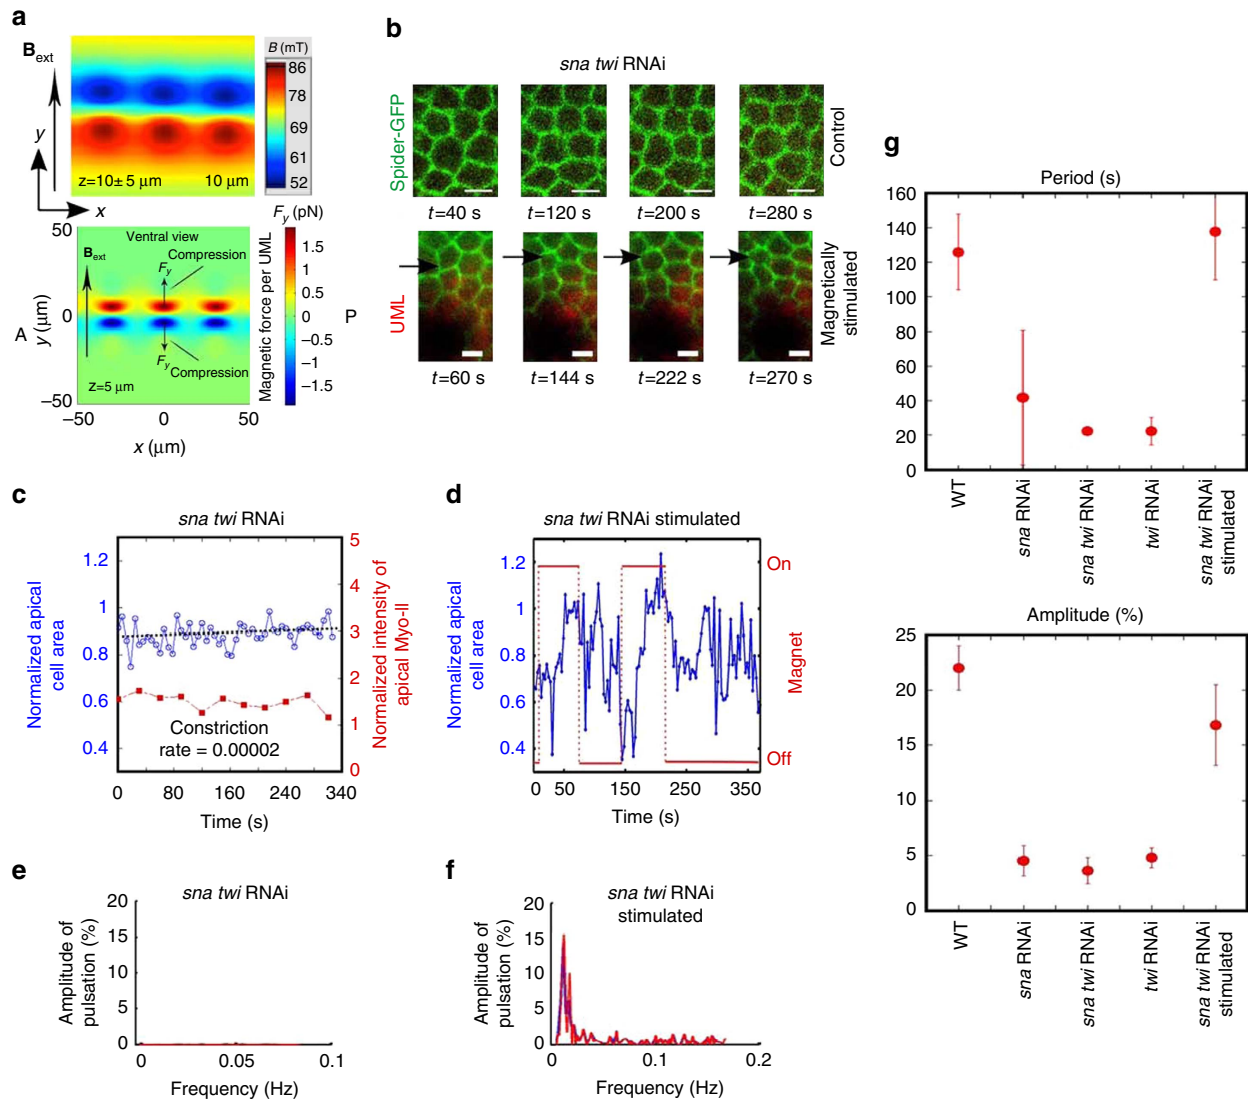 a
B ext
y
x
z=10± 5 µm
10 µm
B (mT)
86
78
69
61
52
50
0
−50
y (µm)
A
P
Ventral view
B ext
F y
Compression
F y
Compression
z=5 µm
−50
0
50
x (µm)
F y (pN)
1.5
1
0
−1
−1.5
Magnetic force per UML
b
sna twi RNAi
Spider-GFP
Control
t=40 s
t=120 s
t=200 s
t=280 s
UML
Magnetically stimulated
t=60 s
t=144 s
t=222 s
t=270 s
c
sna twi RNAi
Normalized apical cell area
1.2
1
0.8
0.6
0.4
Normalized intensity of apical Myo-II
5
4
3
2
1
0
Constriction
rate = 0.00002
0
80
160
240
340
Time (s)
d
sna twi RNAi stimulated
Normalized apical cell area
1.2
1
0.8
0.6
0.4
On
Magnet
Off
0
50
150
250
350
Time (s)
e
sna twi RNAi
Amplitude of pulsation (%)
20
15
10
5
0
0
0.05
0.1
Frequency (Hz)
f
sna twi RNAi
stimulated
Amplitude of pulsation (%)
20
15
10
5
0
0
0.1
0.2
Frequency (Hz)
g
Period (s)
160
140
120
100
80
60
40
20
0
WT
sna RNAi
sna twi RNAi
twi RNAi
sna twi RNAi stimulated
Amplitude (%)
25
20
15
10
5
0
WT
sna RNAi
sna twi RNAi
twi RNAi
sna twi RNAi stimulated